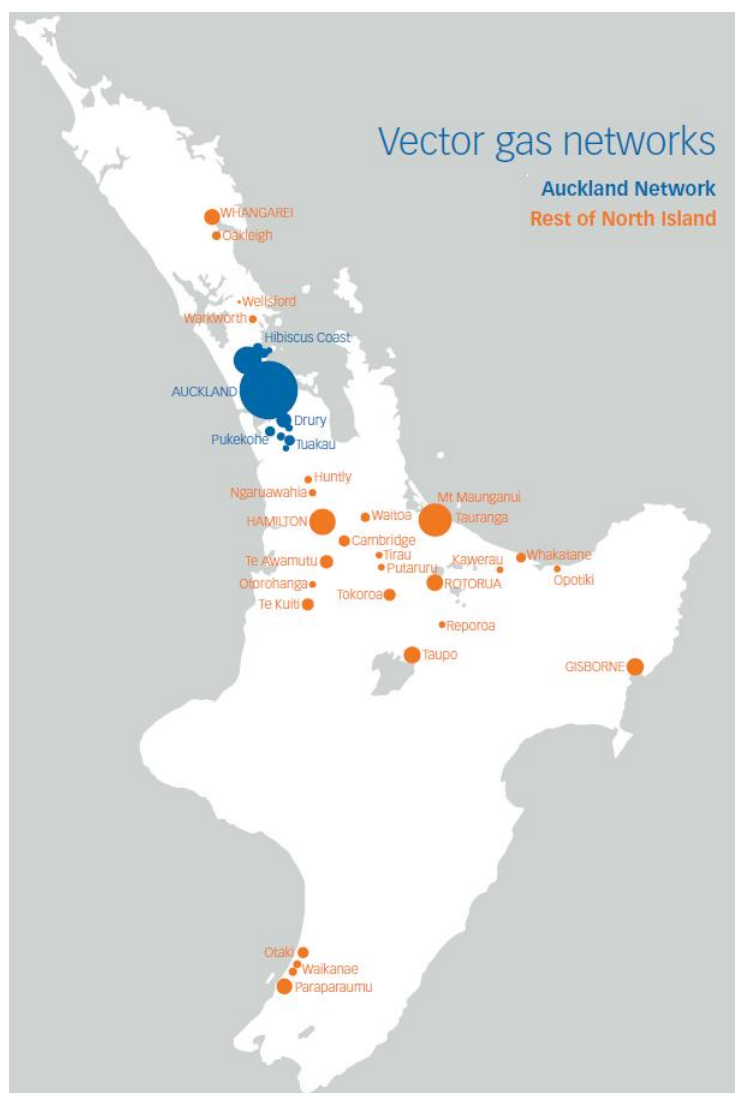 Vector gas networks
Auckland Network
Rest of North Island
WHANGAREI
Oakleigh
Wellsford
Warkworth
Hibiscus Coast
AUCKLAND
Drury
Pukekohe
Tuakau
Huntly
Ngaruawahia
Mt Maunganui
HAMILTON
Waitoa
Tauranga
Cambridge
Te Awamutu
Tirau
Kawerau
Whakatane
Putaruru
Opotiki
Otorohanga
ROTORUA
Tokoroa
Te Kuiti
Reporoa
Taupo
GISBORNE
Otaki
Waikanae
Paraparaumu